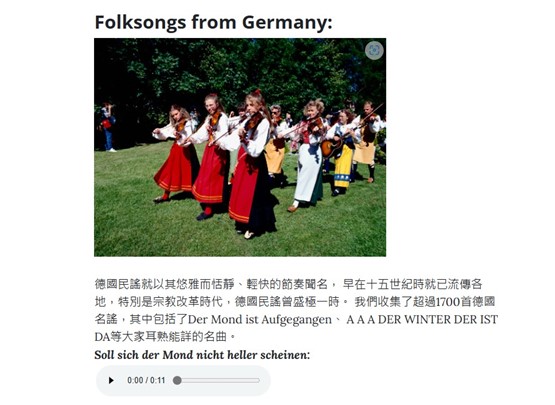 Folksongs from Germany:
德國民謠就以其悠雅而恬靜、輕快的節奏聞名， 早在十五世紀時就已流傳各
地，特別是宗教改革時代，德國民謠曾盛極一時。 我們收集了超過1700首德國
名謠，其中包括了Der Mond ist Aufgegangen、 A A A DER WINTER DER IST
DA等大家耳熟能詳的名曲。
Soll sich der Mond nicht heller scheinen:
0:00 / 0:11